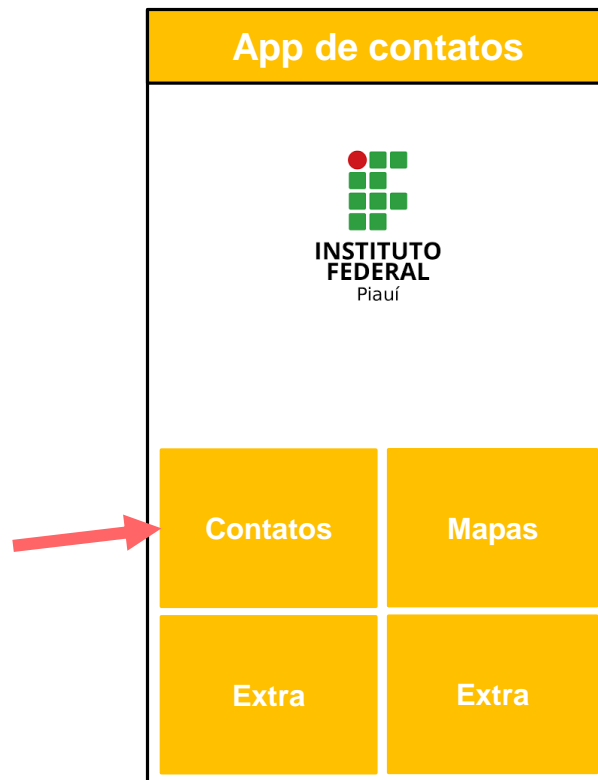 App de contatos
INSTITUTO
FEDERAL
Piauí
Contatos
Mapas
Extra
Extra